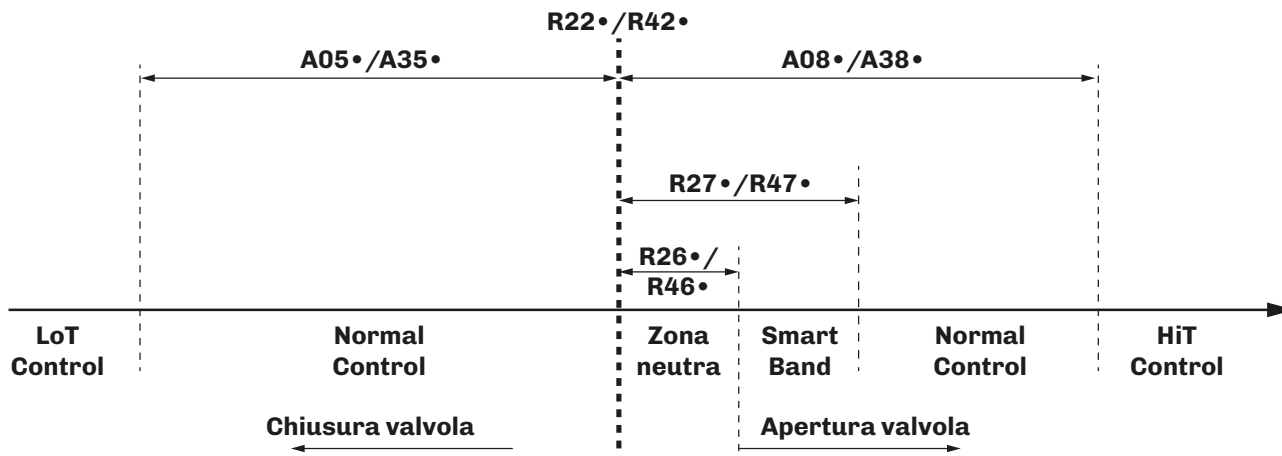 R22•/R42•
A05•/A35•
A08•/A38•
R27•/R47•
R26•/
R46•
LoT
Control
Normal
Control
Zona
neutra
Smart
Band
Normal
Control
HiT
Control
Chiusura valvola
Apertura valvola